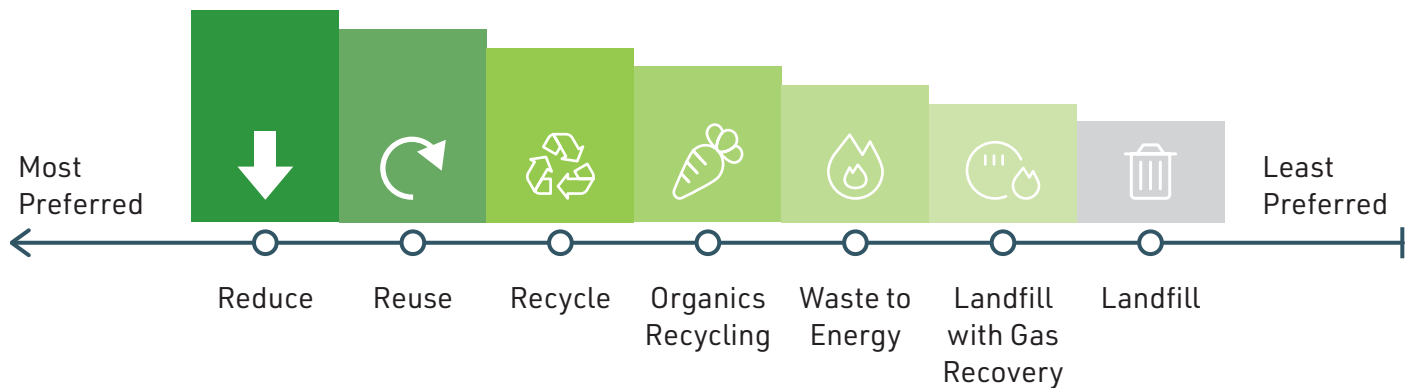 Most
Preferred
Least
Preferred
Reduce
Reuse
Recycle
Organics
Recycling
Waste to
Energy
Landfill
with Gas
Recovery
Landfill